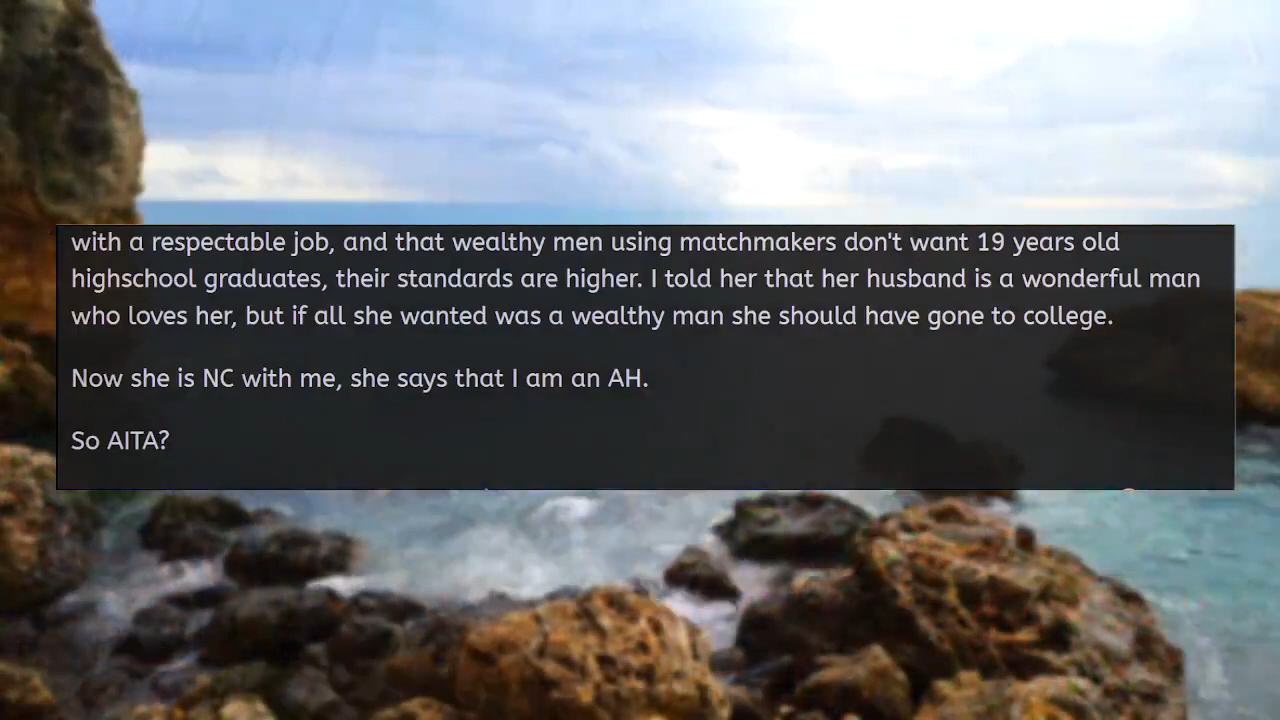 with a respectable job, and that wealthy men using matchmakers don't want 19 years old
highschool graduates, their standards are higher. I told her that her husband is a wonderful man
who loves her, but if all she wanted was a wealthy man she should have gone to college.
Now she is NC with me, she says that I am an AH.
So AITA?